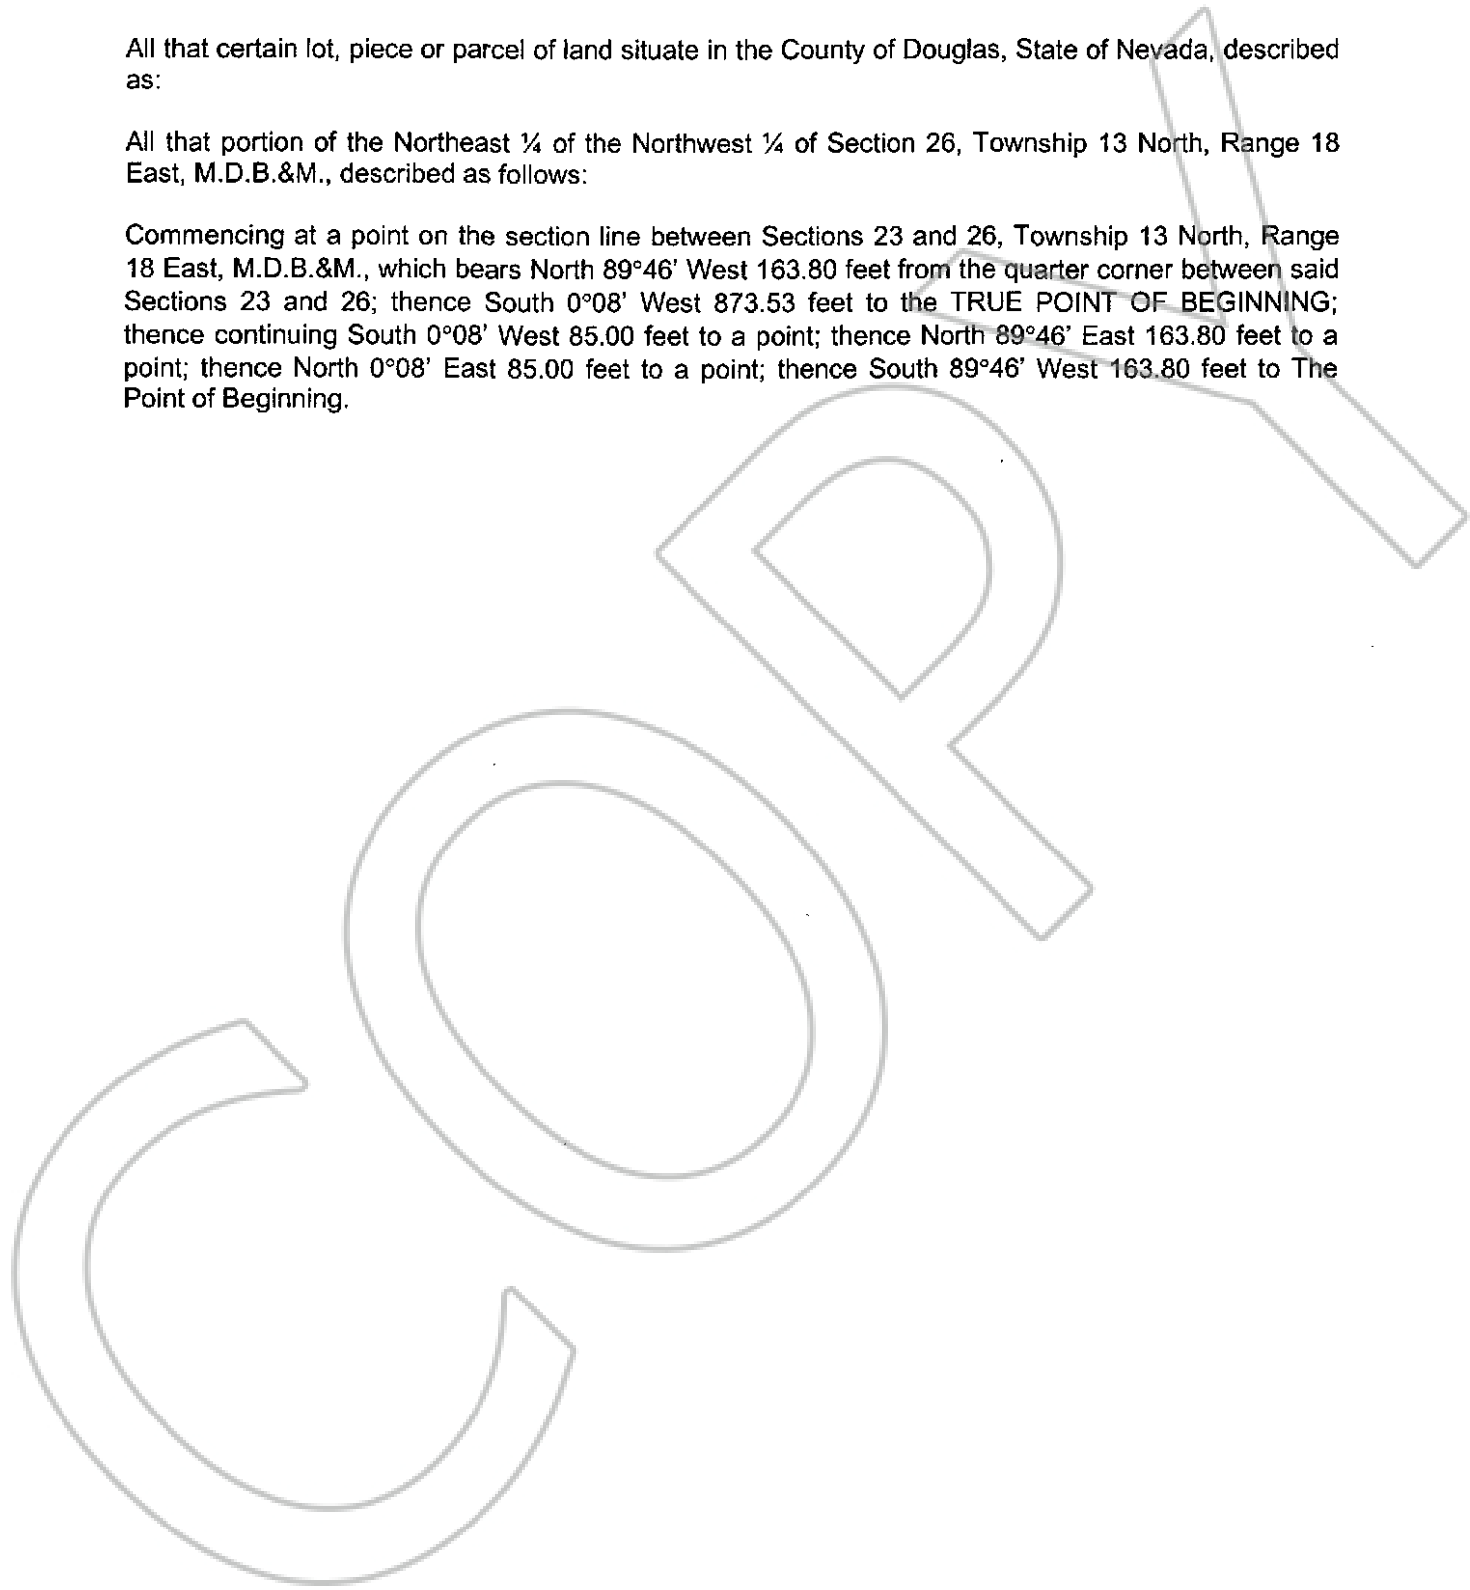 All that certain lot, piece or parcel of land situate in the County of Douglas, State of Nevada, described
as:
All that portion of the Northeast ¼ of the Northwest ¼ of Section 26, Township 13 North, Range 18
East, M.D.B.&M., described as follows:
Commencing at a point on the section line between Sections 23 and 26, Township 13 North, Range
18 East, M.D.B.&M., which bears North 89°46' West 163.80 feet from the quarter corner between said
Sections 23 and 26; thence South 0°08' West 873.53 feet to the TRUE POINT OF BEGINNING;
thence continuing South 0°08' West 85.00 feet to a point; thence North 89°46' East 163.80 feet to a
point; thence North 0°08' East 85.00 feet to a point; thence South 89°46' West 163.80 feet to The
Point of Beginning.
COPY